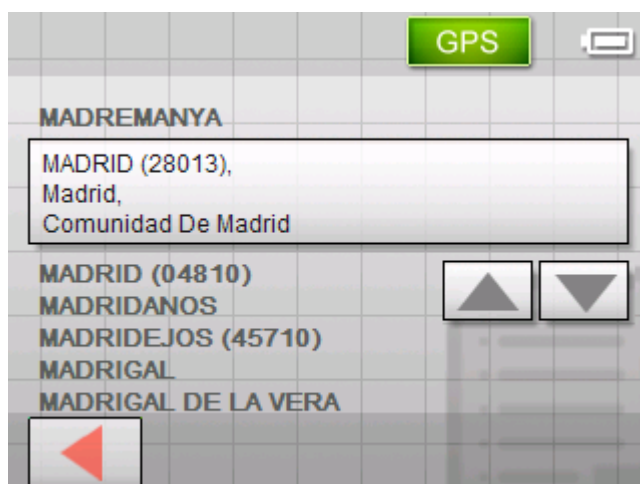 GPS
MADREMANYA
MADRID (28013),
Madrid,
Comunidad De Madrid
MADRID (04810)
MADRIDANOS
MADRIDEJOS (45710)
MADRIGAL
MADRIGAL DE LA VERA